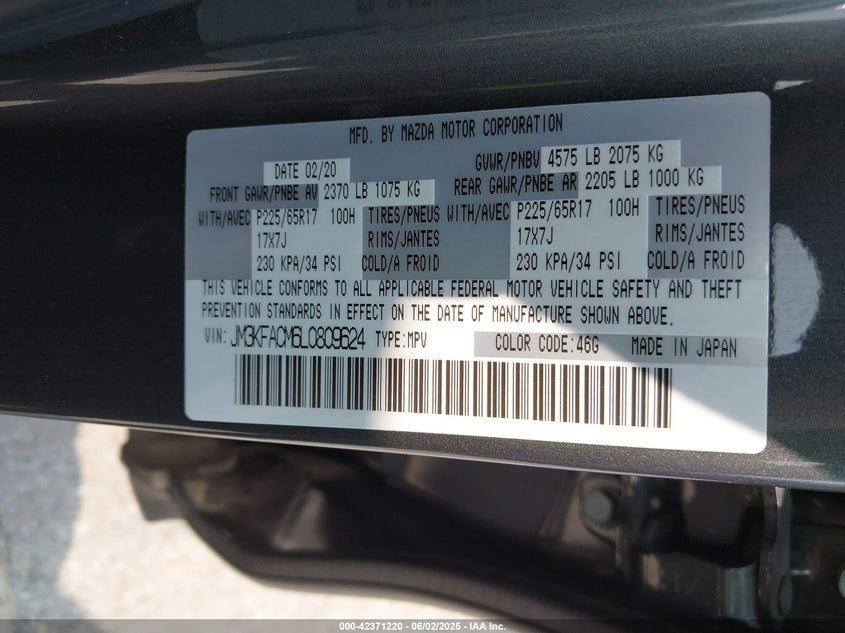 MFD. BY MAZDA MOTOR CORPORATION
DATE 02/20 GVWR/PNBV 4575 LB 2075 KG
FRONT GAWR/PNBE AV 2370 LB 1075 KG REAR GAWR/PNBE AR 2205 LB 1000 KG
WITH/AVEC P225/65R17 100H TIRES/PNEUS WITH/AVEC P225/65R17 100H TIRES/PNEUS
17X7J RIMS/JANTES 17X7J RIMS/JANTES
230 KPA/34 PSI COLD/A FROID 230 KPA/34 PSI COLD/A FROID
THIS VEHICLE CONFORMS TO ALL APPLICABLE FEDERAL MOTOR VEHICLE SAFETY AND THEFT
PREVENTION STANDARDS IN EFFECT ON THE DATE OF MANUFACTURE SHOWN ABOVE.
VIN: JM3KFACM6L0809624 TYPE:MPV COLOR CODE:46G MADE IN JAPAN
000-42371220 | 06/02/2025 - IAA Inc.